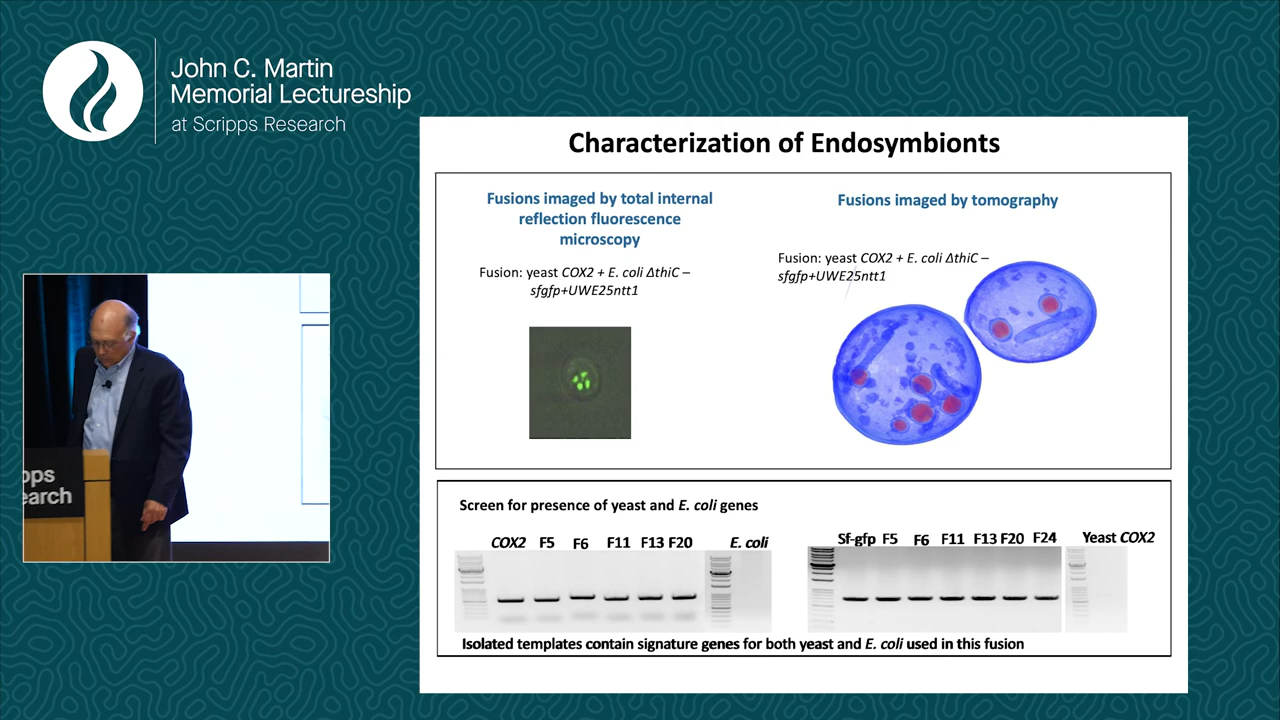 John C. Martin
Memorial Lectureship
at Scripps Research
Characterization of Endosymbionts
Fusions imaged by total internal
reflection fluorescence
microscopy
Fusion: yeast COX2 + E. coli ΔthiC –
sfgfp+UWE25ntt1
Fusions imaged by tomography
Fusion: yeast COX2 + E. coli ΔthiC –
sfgfp+UWE25ntt1
pps
earch
Screen for presence of yeast and E. coli genes
COX2 F5 F6 F11 F13 F20 E. coli
Sf-gfp F5 F6 F11 F13 F20 F24 Yeast COX2
Isolated templates contain signature genes for both yeast and E. coli used in this fusion